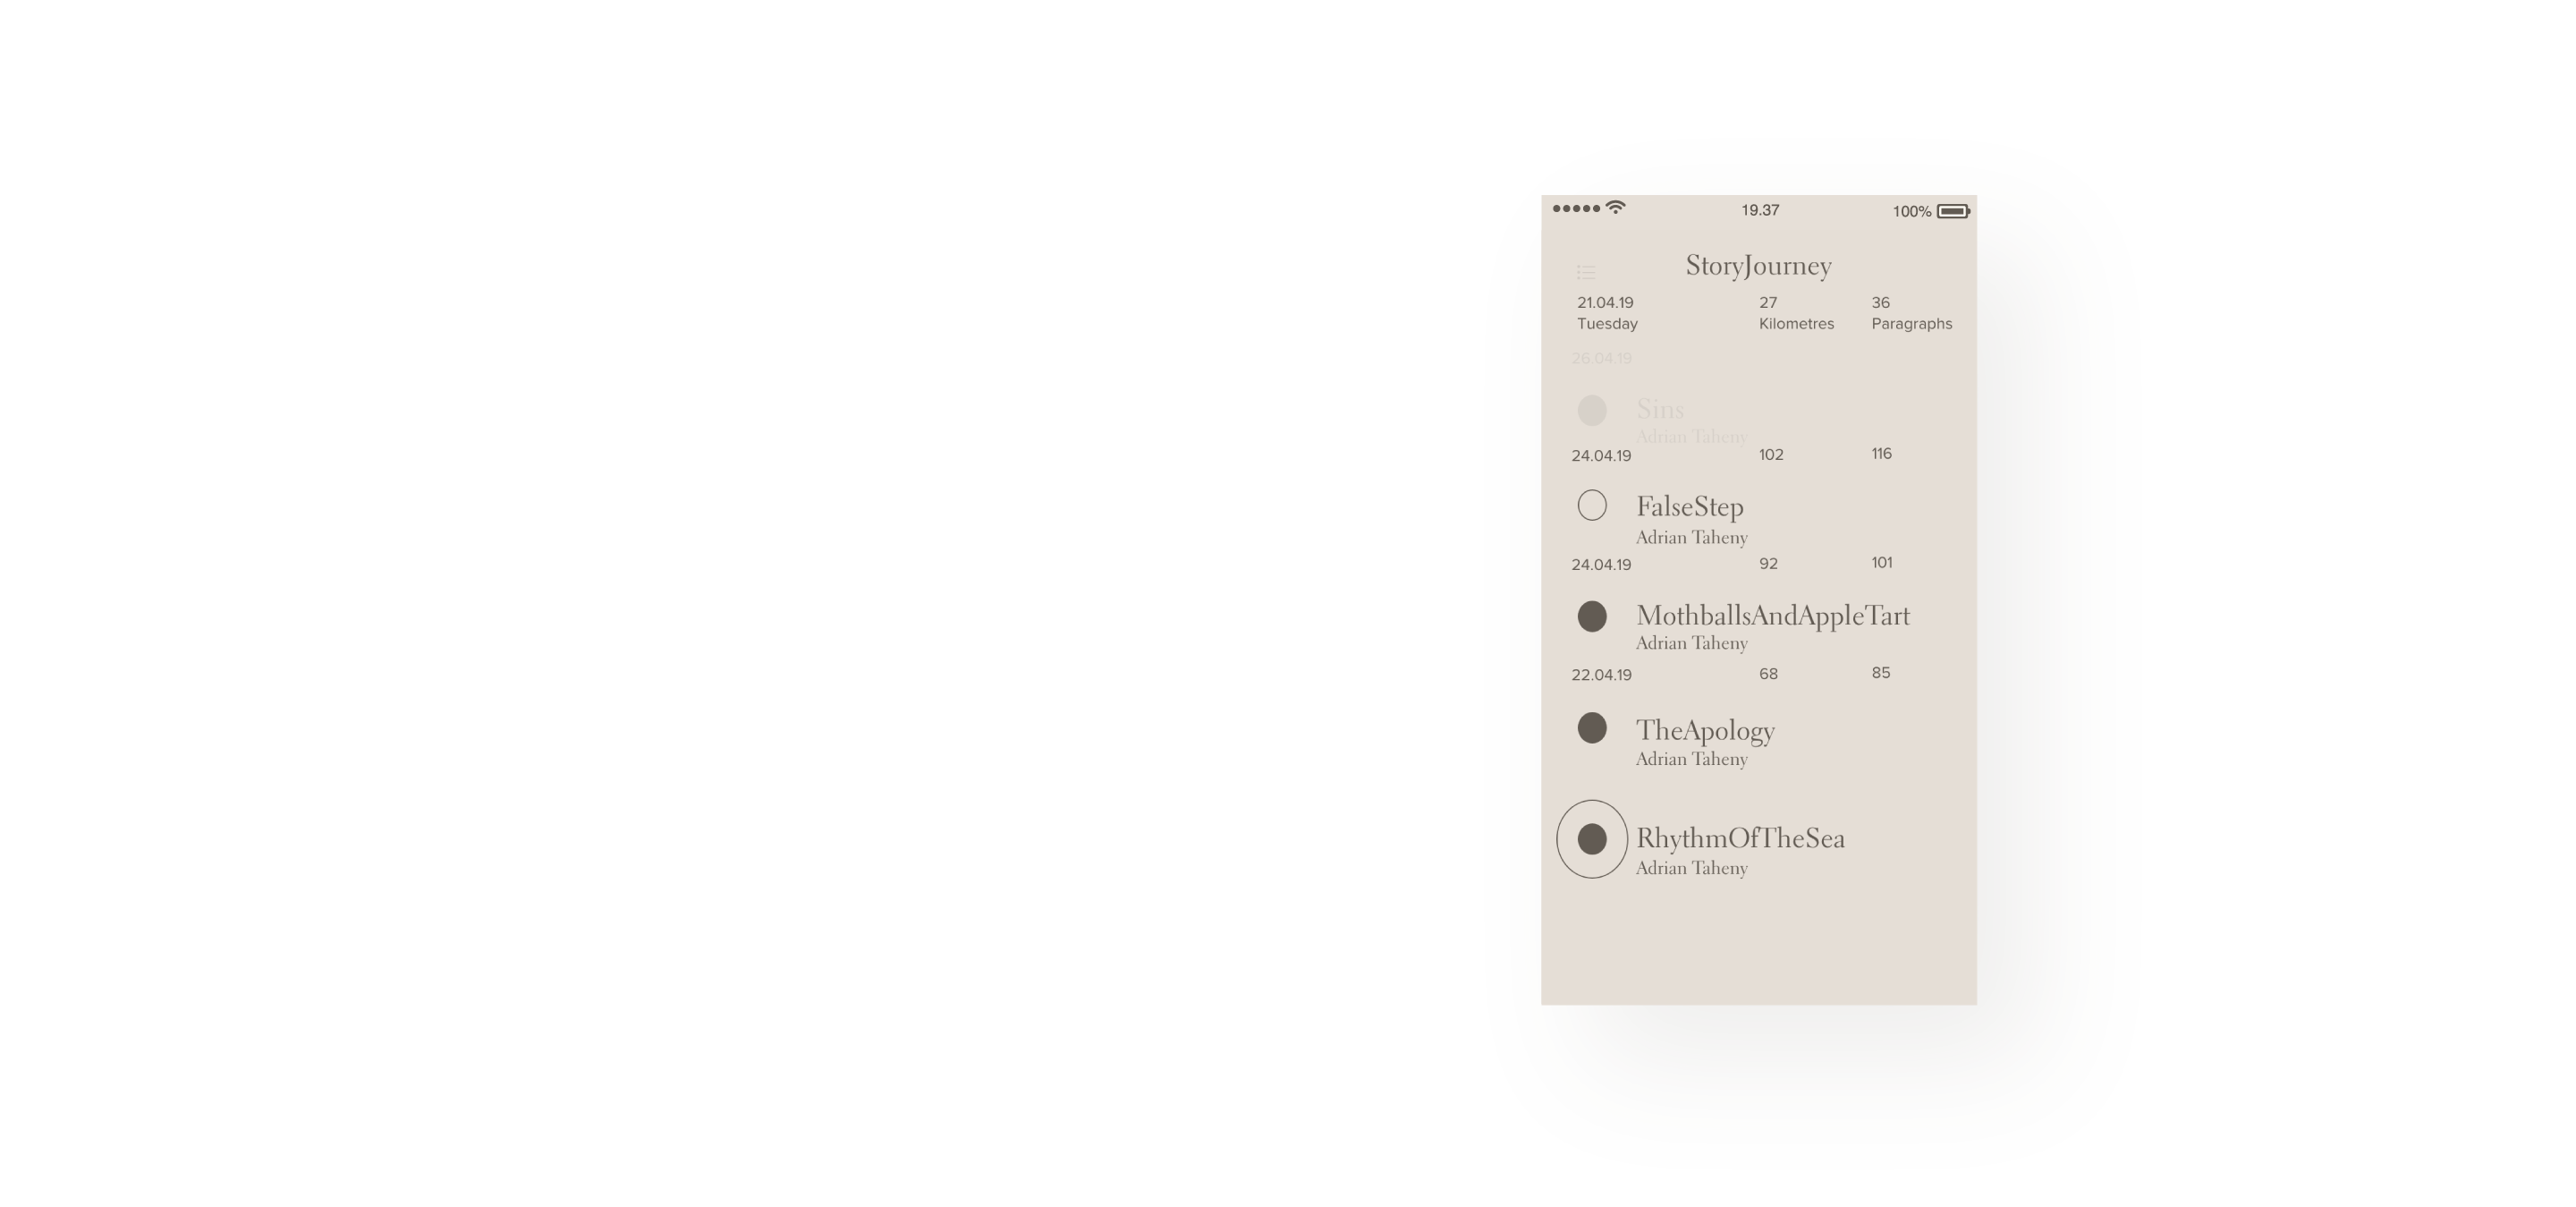 19.37 100%
StoryJourney
21.04.19 27 36
Tuesday Kilometres Paragraphs
26.04.19
Sins
Adrian Taheny
24.04.19 102 116
FalseStep
Adrian Taheny
24.04.19 92 101
MothballsAndAppleTart
Adrian Taheny
22.04.19 68 85
TheApology
Adrian Taheny
RhythmOfTheSea
Adrian Taheny